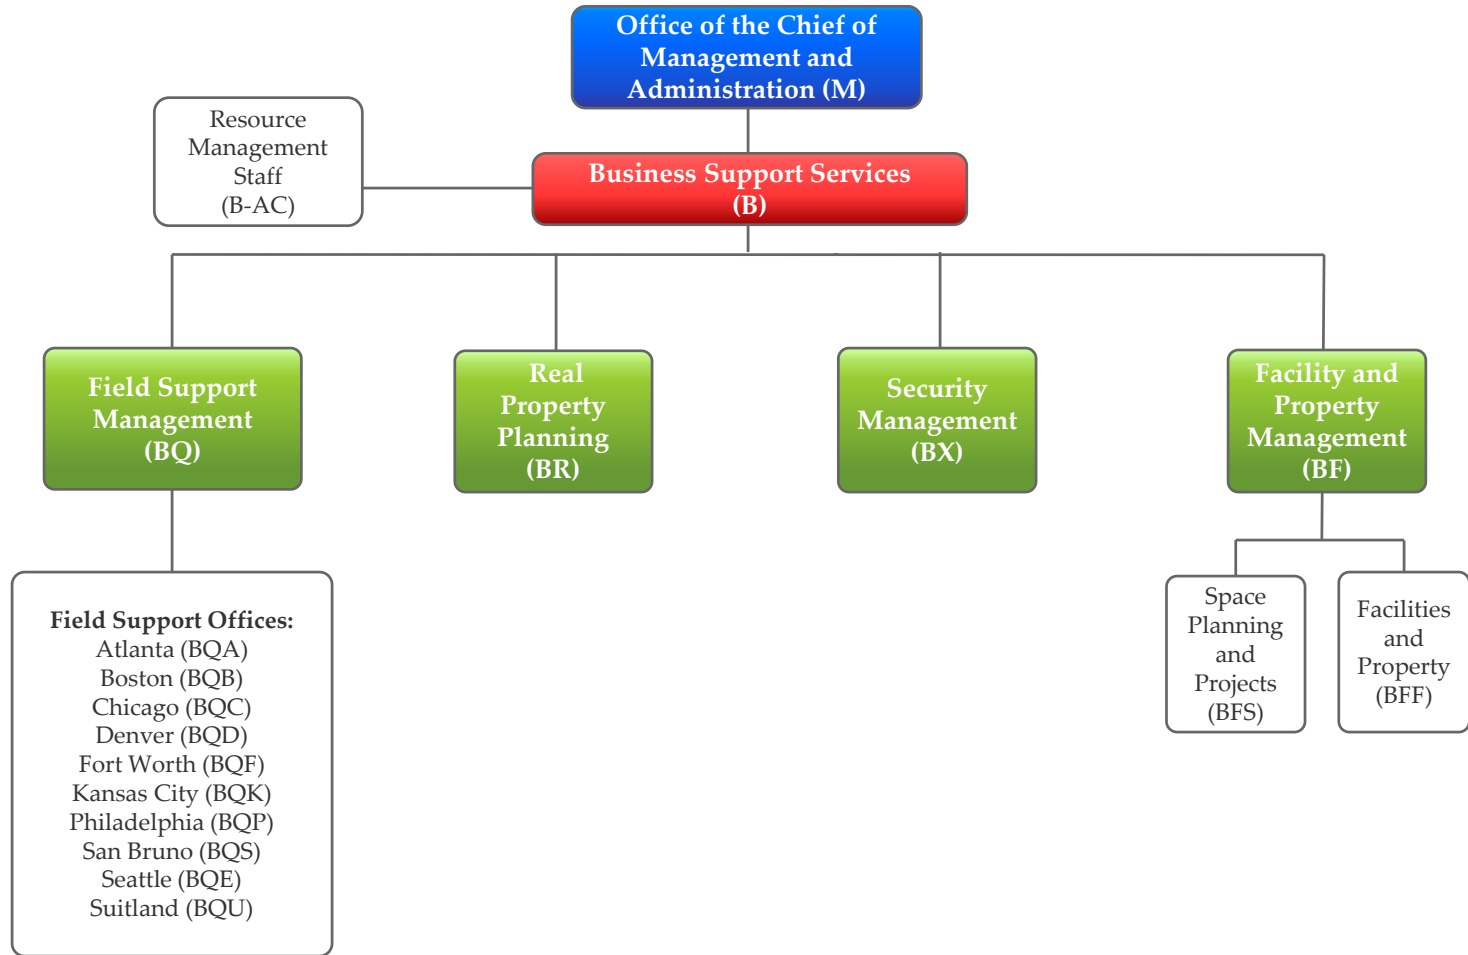 Office of the Chief of
Management and
Administration (M)
Resource
Management
Staff
(B-AC)
Business Support Services
(B)
Field Support
Management
(BQ)
Real
Property
Planning
(BR)
Security
Management
(BX)
Facility and
Property
Management
(BF)
Field Support Offices:
Atlanta (BQA)
Boston (BQB)
Chicago (BQC)
Denver (BQD)
Fort Worth (BQF)
Kansas City (BQK)
Philadelphia (BQP)
San Bruno (BQS)
Seattle (BQE)
Suitland (BQU)
Space
Planning
and
Projects
(BFS)
Facilities
and
Property
(BFF)